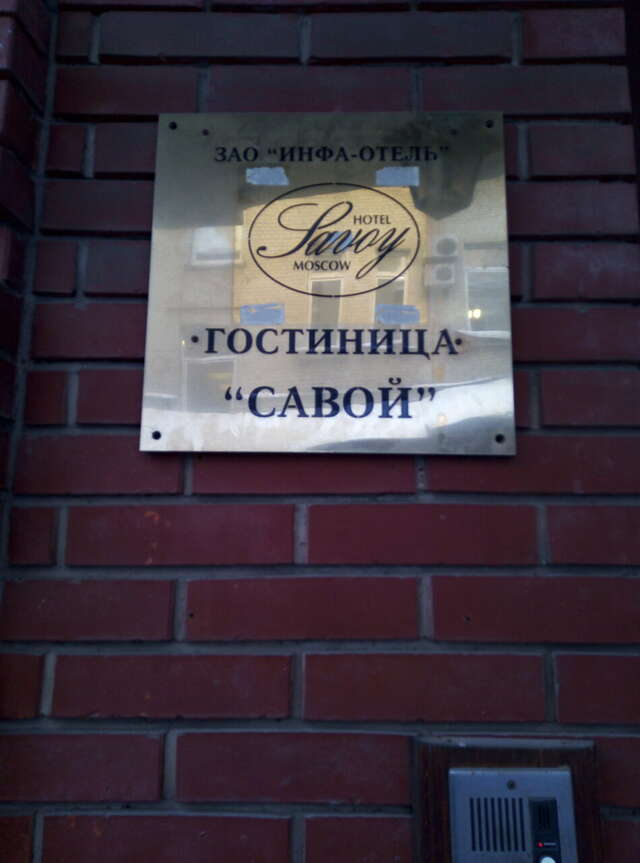 ЗАО "ИНФА-ОТЕЛЬ"
HOTEL
Savoy
MOSCOW
·ГОСТИНИЦА·
“САВОЙ”